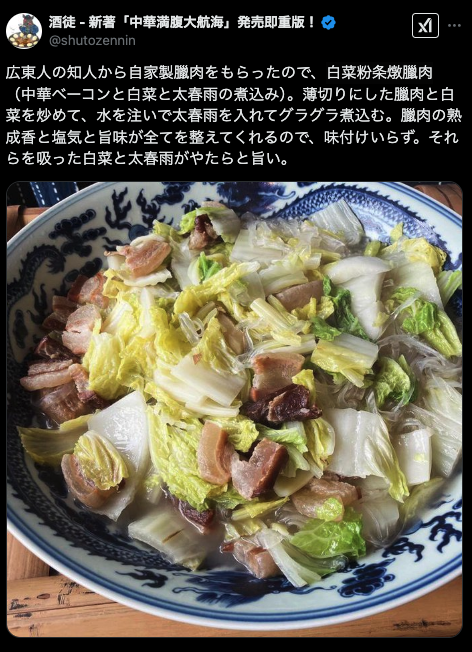 酒徒 - 新著「中華満腹大航海」発売即重版！
@shutozennin
広東人の知人から自家製臘肉をもらったので、白菜粉条燉臘肉
（中華ベーコンと白菜と太春雨の煮込み）。薄切りにした臘肉と白
菜を炒めて、水を注いで太春雨を入れてグラグラ煮込む。臘肉の熟
成香と塩気と旨味が全てを整えてくれるので、味付けいらず。それ
らを吸った白菜と太春雨がやたらと旨い。